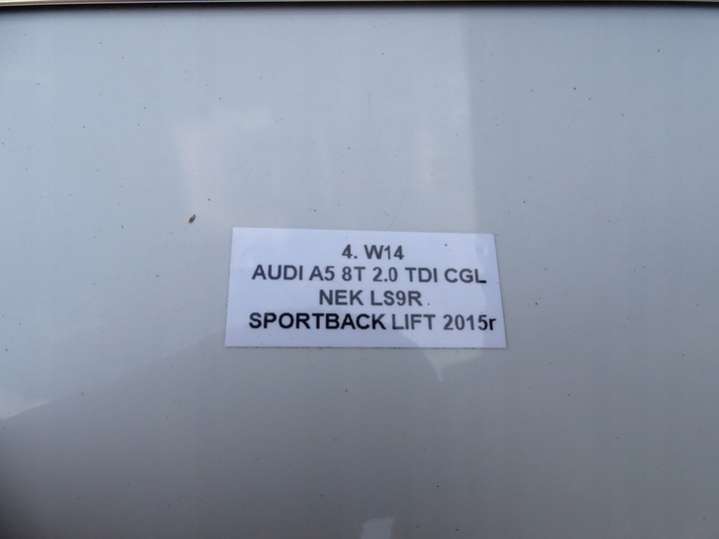 4. W14
AUDI A5 8T 2.0 TDI CGL
NEK LS9R
SPORTBACK LIFT 2015r